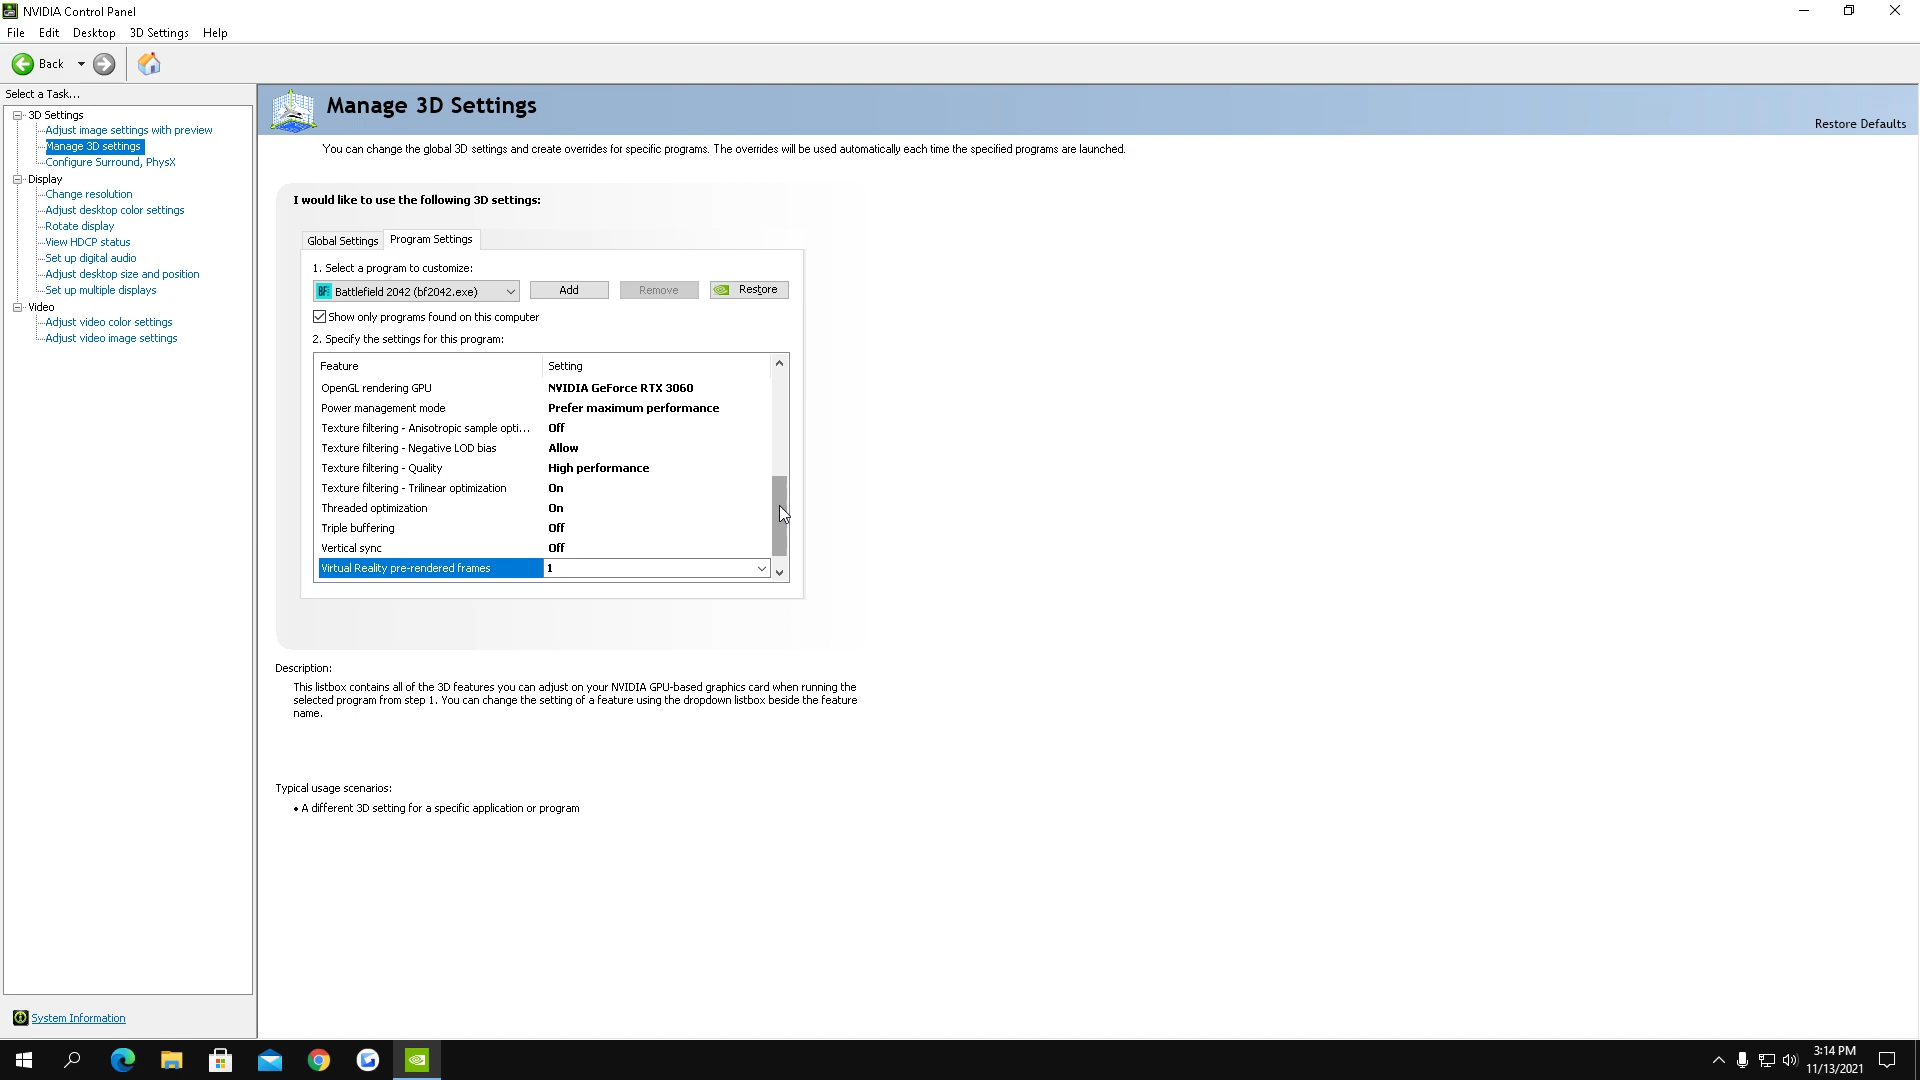 NVIDIA Control Panel
File Edit Desktop 3D Settings Help
Back
Select a Task...
3D Settings
Adjust image settings with preview
Manage 3D settings
Configure Surround, PhysX
Display
Change resolution
Adjust desktop color settings
Rotate display
View HDCP status
Set up digital audio
Adjust desktop size and position
Set up multiple displays
Video
Adjust video color settings
Adjust video image settings
System Information
Manage 3D Settings
Restore Defaults
You can change the global 3D settings and create overrides for specific programs. The overrides will be used automatically each time the specified programs are launched.
I would like to use the following 3D settings:
Global Settings Program Settings
1. Select a program to customize:
BF Battlefield 2042 (bf2042.exe) Add Remove Restore
Show only programs found on this computer
2. Specify the settings for this program:
Feature Setting
OpenGL rendering GPU NVIDIA GeForce RTX 3060
Power management mode Prefer maximum performance
Texture filtering - Anisotropic sample opti... Off
Texture filtering - Negative LOD bias Allow
Texture filtering - Quality High performance
Texture filtering - Trilinear optimization On
Threaded optimization On
Triple buffering Off
Vertical sync Off
Virtual Reality pre-rendered frames 1
Description:
This listbox contains all of the 3D features you can adjust on your NVIDIA GPU-based graphics card when running the
selected program from step 1. You can change the setting of a feature using the dropdown listbox beside the feature
name.
Typical usage scenarios:
• A different 3D setting for a specific application or program
3:14 PM
11/13/2021